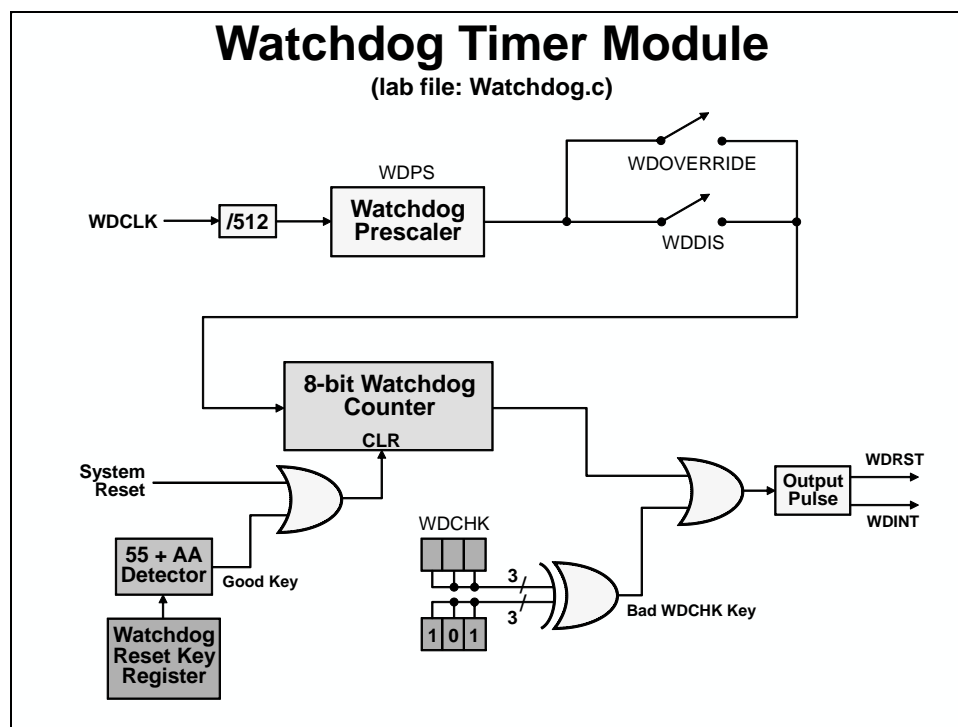 Watchdog Timer Module
(lab file: Watchdog.c)
WDOVERRIDE
WDPS
WDCLK
/512
Watchdog
Prescaler
WDDIS
8-bit Watchdog
Counter
CLR
System
Reset
55 + AA
Detector
Good Key
Watchdog
Reset Key
Register
WDCHK
3
3
1 0 1
Bad WDCHK Key
Output
Pulse
WDRST
WDINT